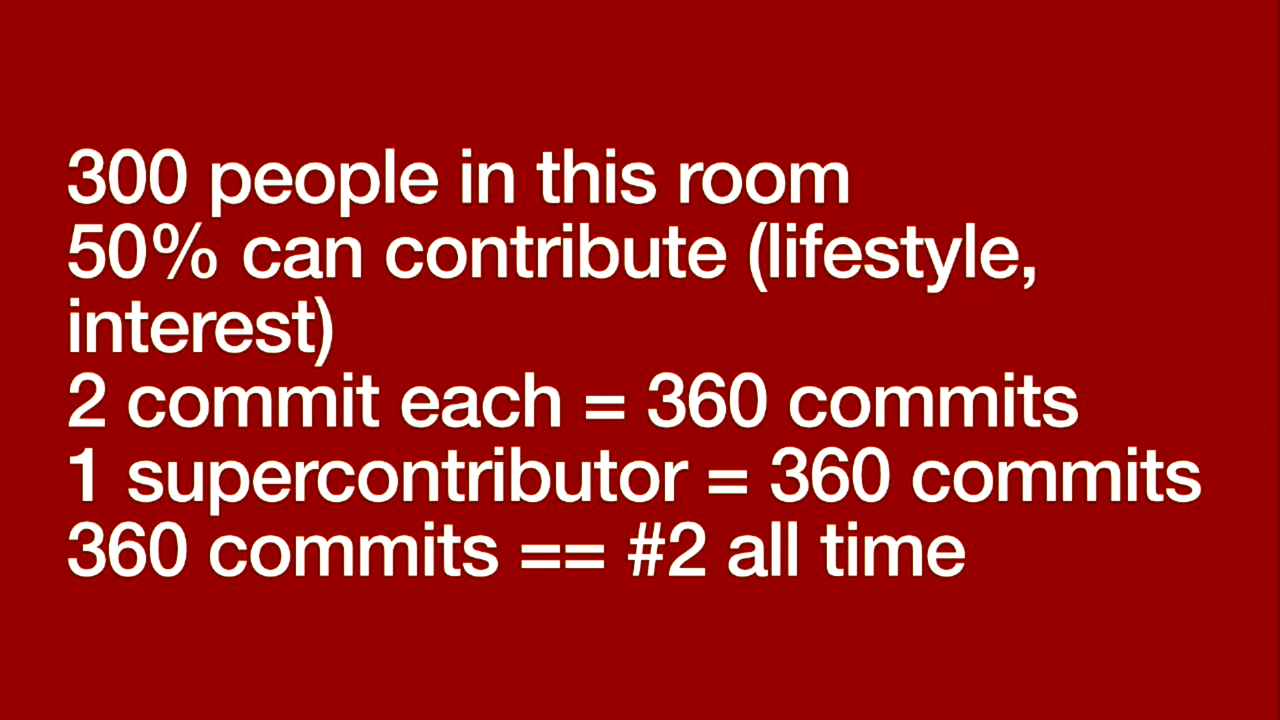 300 people in this room
50% can contribute (lifestyle,
interest)
2 commit each = 360 commits
1 supercontributor = 360 commits
360 commits == #2 all time